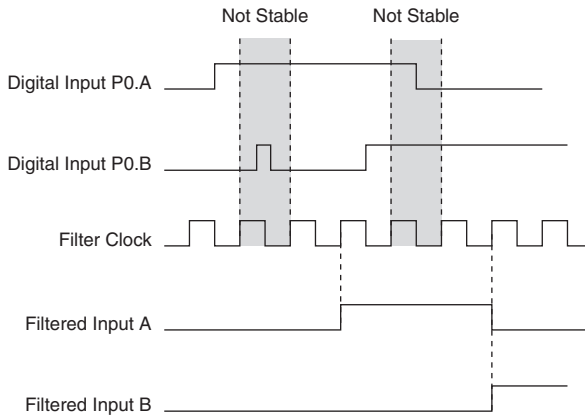 Not Stable
Not Stable
Digital Input P0.A
Digital Input P0.B
Filter Clock
Filtered Input A
Filtered Input B